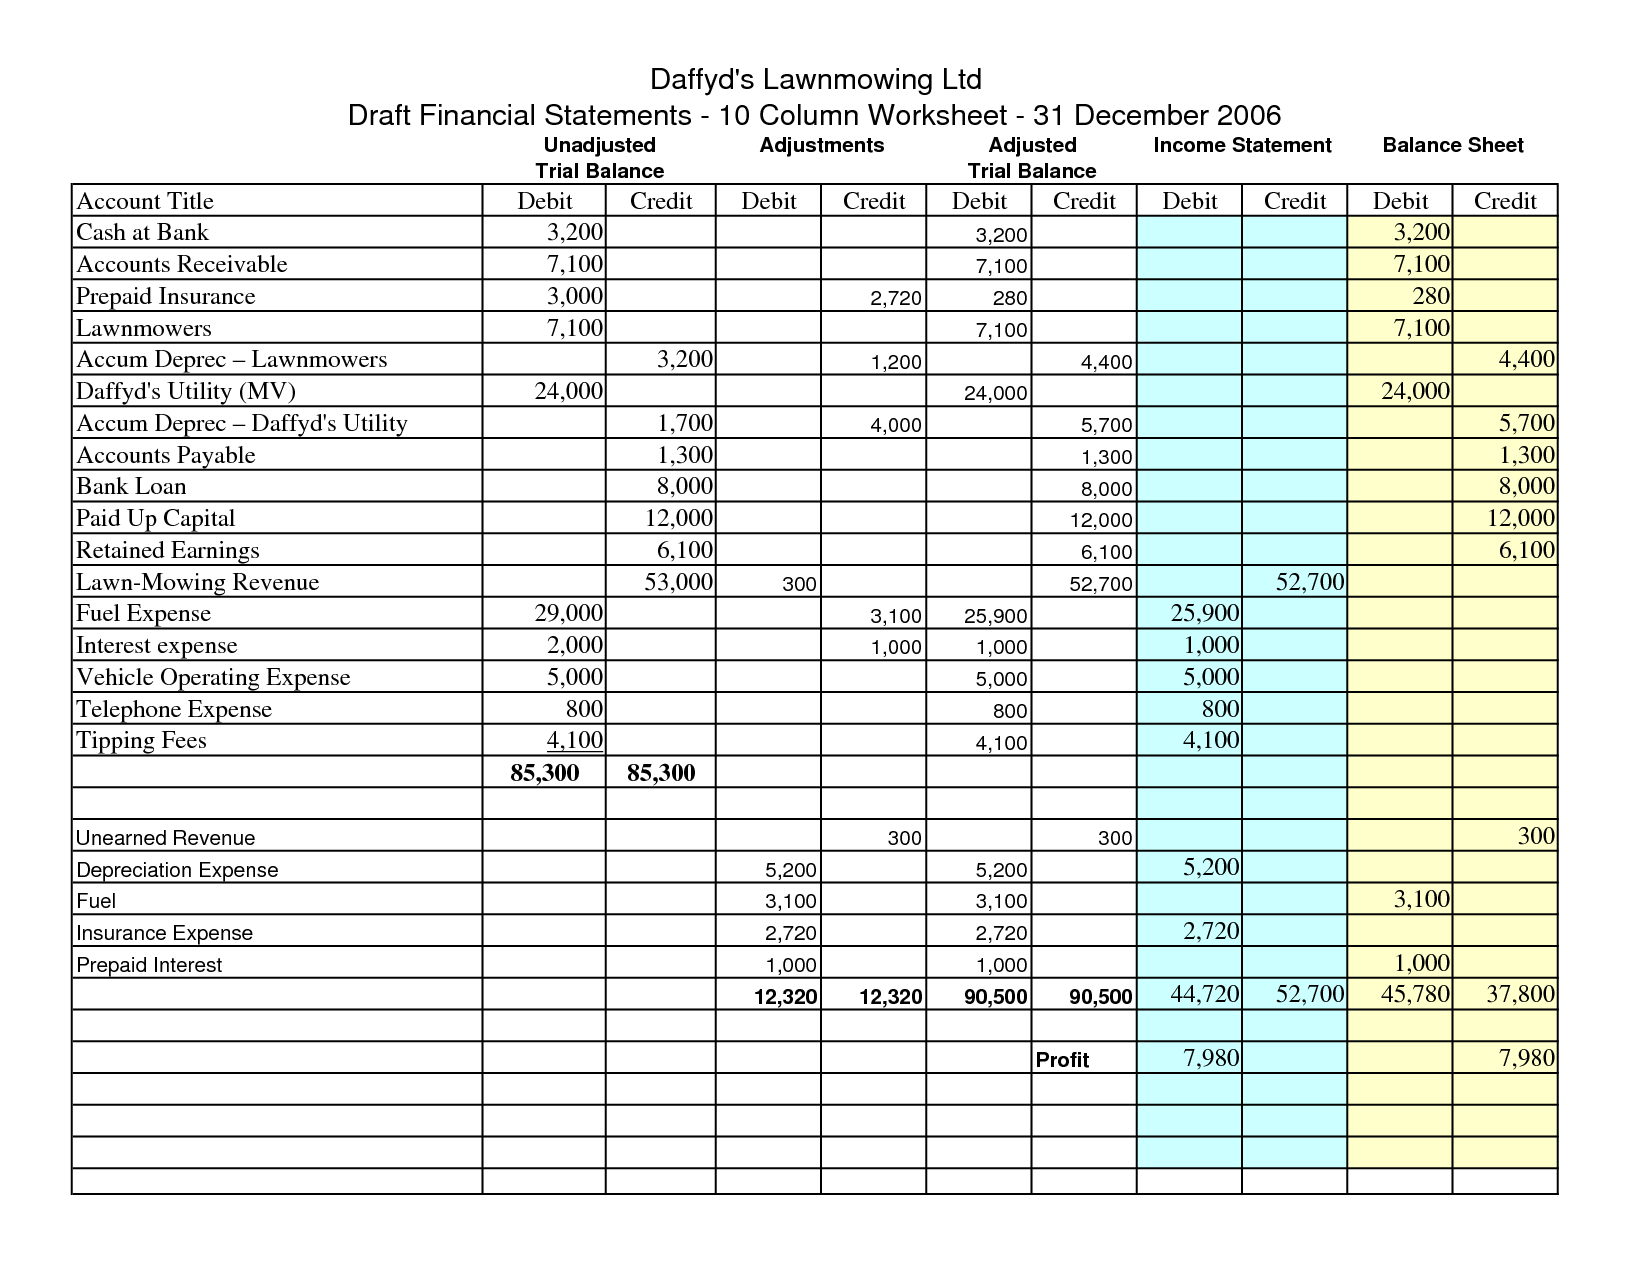 Daffyd's Lawnmowing Ltd
Draft Financial Statements - 10 Column Worksheet - 31 December 2006
Unadjusted Adjustments Adjusted Income Statement Balance Sheet
Trial Balance Trial Balance
Account Title Debit Credit Debit Credit Debit Credit Debit Credit Debit Credit
Cash at Bank 3,200 3,200 3,200
Accounts Receivable 7,100 7,100 7,100
Prepaid Insurance 3,000 2,720 280 280
Lawnmowers 7,100 7,100 7,100
Accum Deprec – Lawnmowers 3,200 1,200 4,400 4,400
Daffyd's Utility (MV) 24,000 24,000 24,000
Accum Deprec – Daffyd's Utility 1,700 4,000 5,700 5,700
Accounts Payable 1,300 1,300 1,300
Bank Loan 8,000 8,000 8,000
Paid Up Capital 12,000 12,000 12,000
Retained Earnings 6,100 6,100 6,100
Lawn-Mowing Revenue 53,000 300 52,700 52,700
Fuel Expense 29,000 3,100 25,900 25,900
Interest expense 2,000 1,000 1,000 1,000
Vehicle Operating Expense 5,000 5,000 5,000
Telephone Expense 800 800 800
Tipping Fees 4,100 4,100 4,100
85,300 85,300
Unearned Revenue 300 300 300
Depreciation Expense 5,200 5,200 5,200
Fuel 3,100 3,100 3,100
Insurance Expense 2,720 2,720 2,720
Prepaid Interest 1,000 1,000 1,000
12,320 12,320 90,500 90,500 44,720 52,700 45,780 37,800
Profit 7,980 7,980